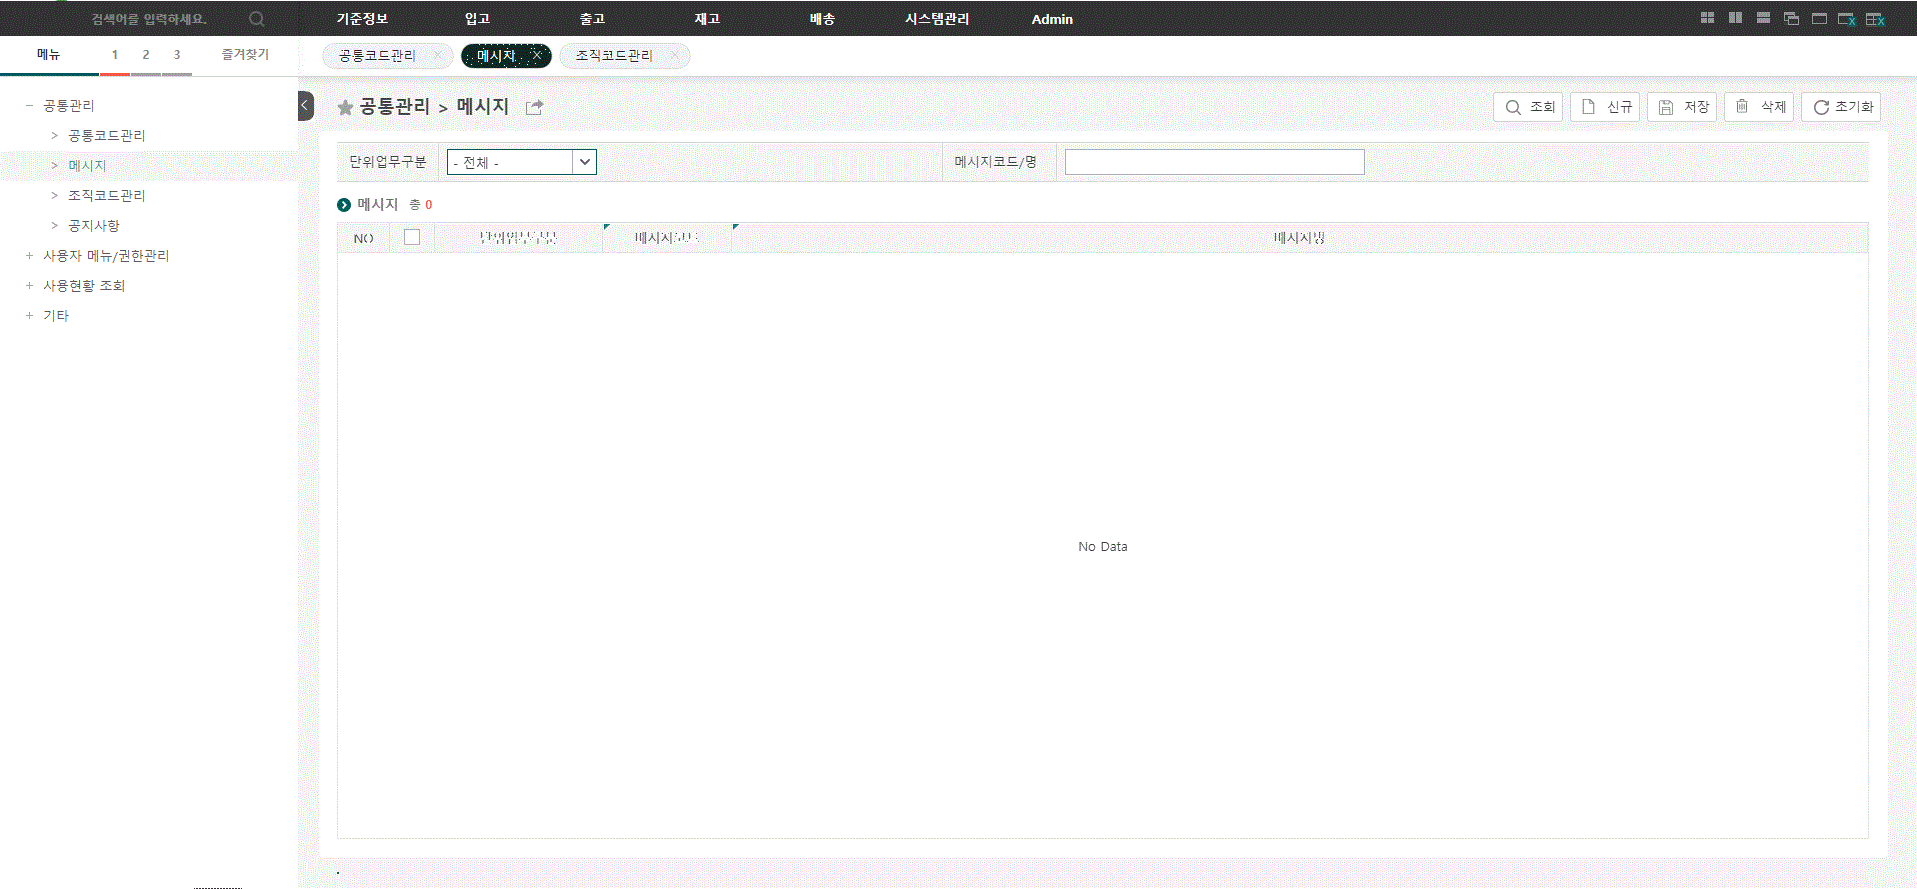 검색어를 입력하세요.
기준정보 입고 출고 재고 배송 시스템관리 Admin
메뉴 1 2 3 즐겨찾기
공통코드관리 메시지 조직코드관리
공통관리 > 메시지
조회 신규 저장 삭제 초기화
공통관리
공통코드관리
메시지
조직코드관리
공지사항
사용자 메뉴/권한관리
사용현황 조회
기타
단위업무구분 - 전체 - 메시지코드/명
메시지 총 0
NO 단위업무구분 메시지코드 메시지명
No Data